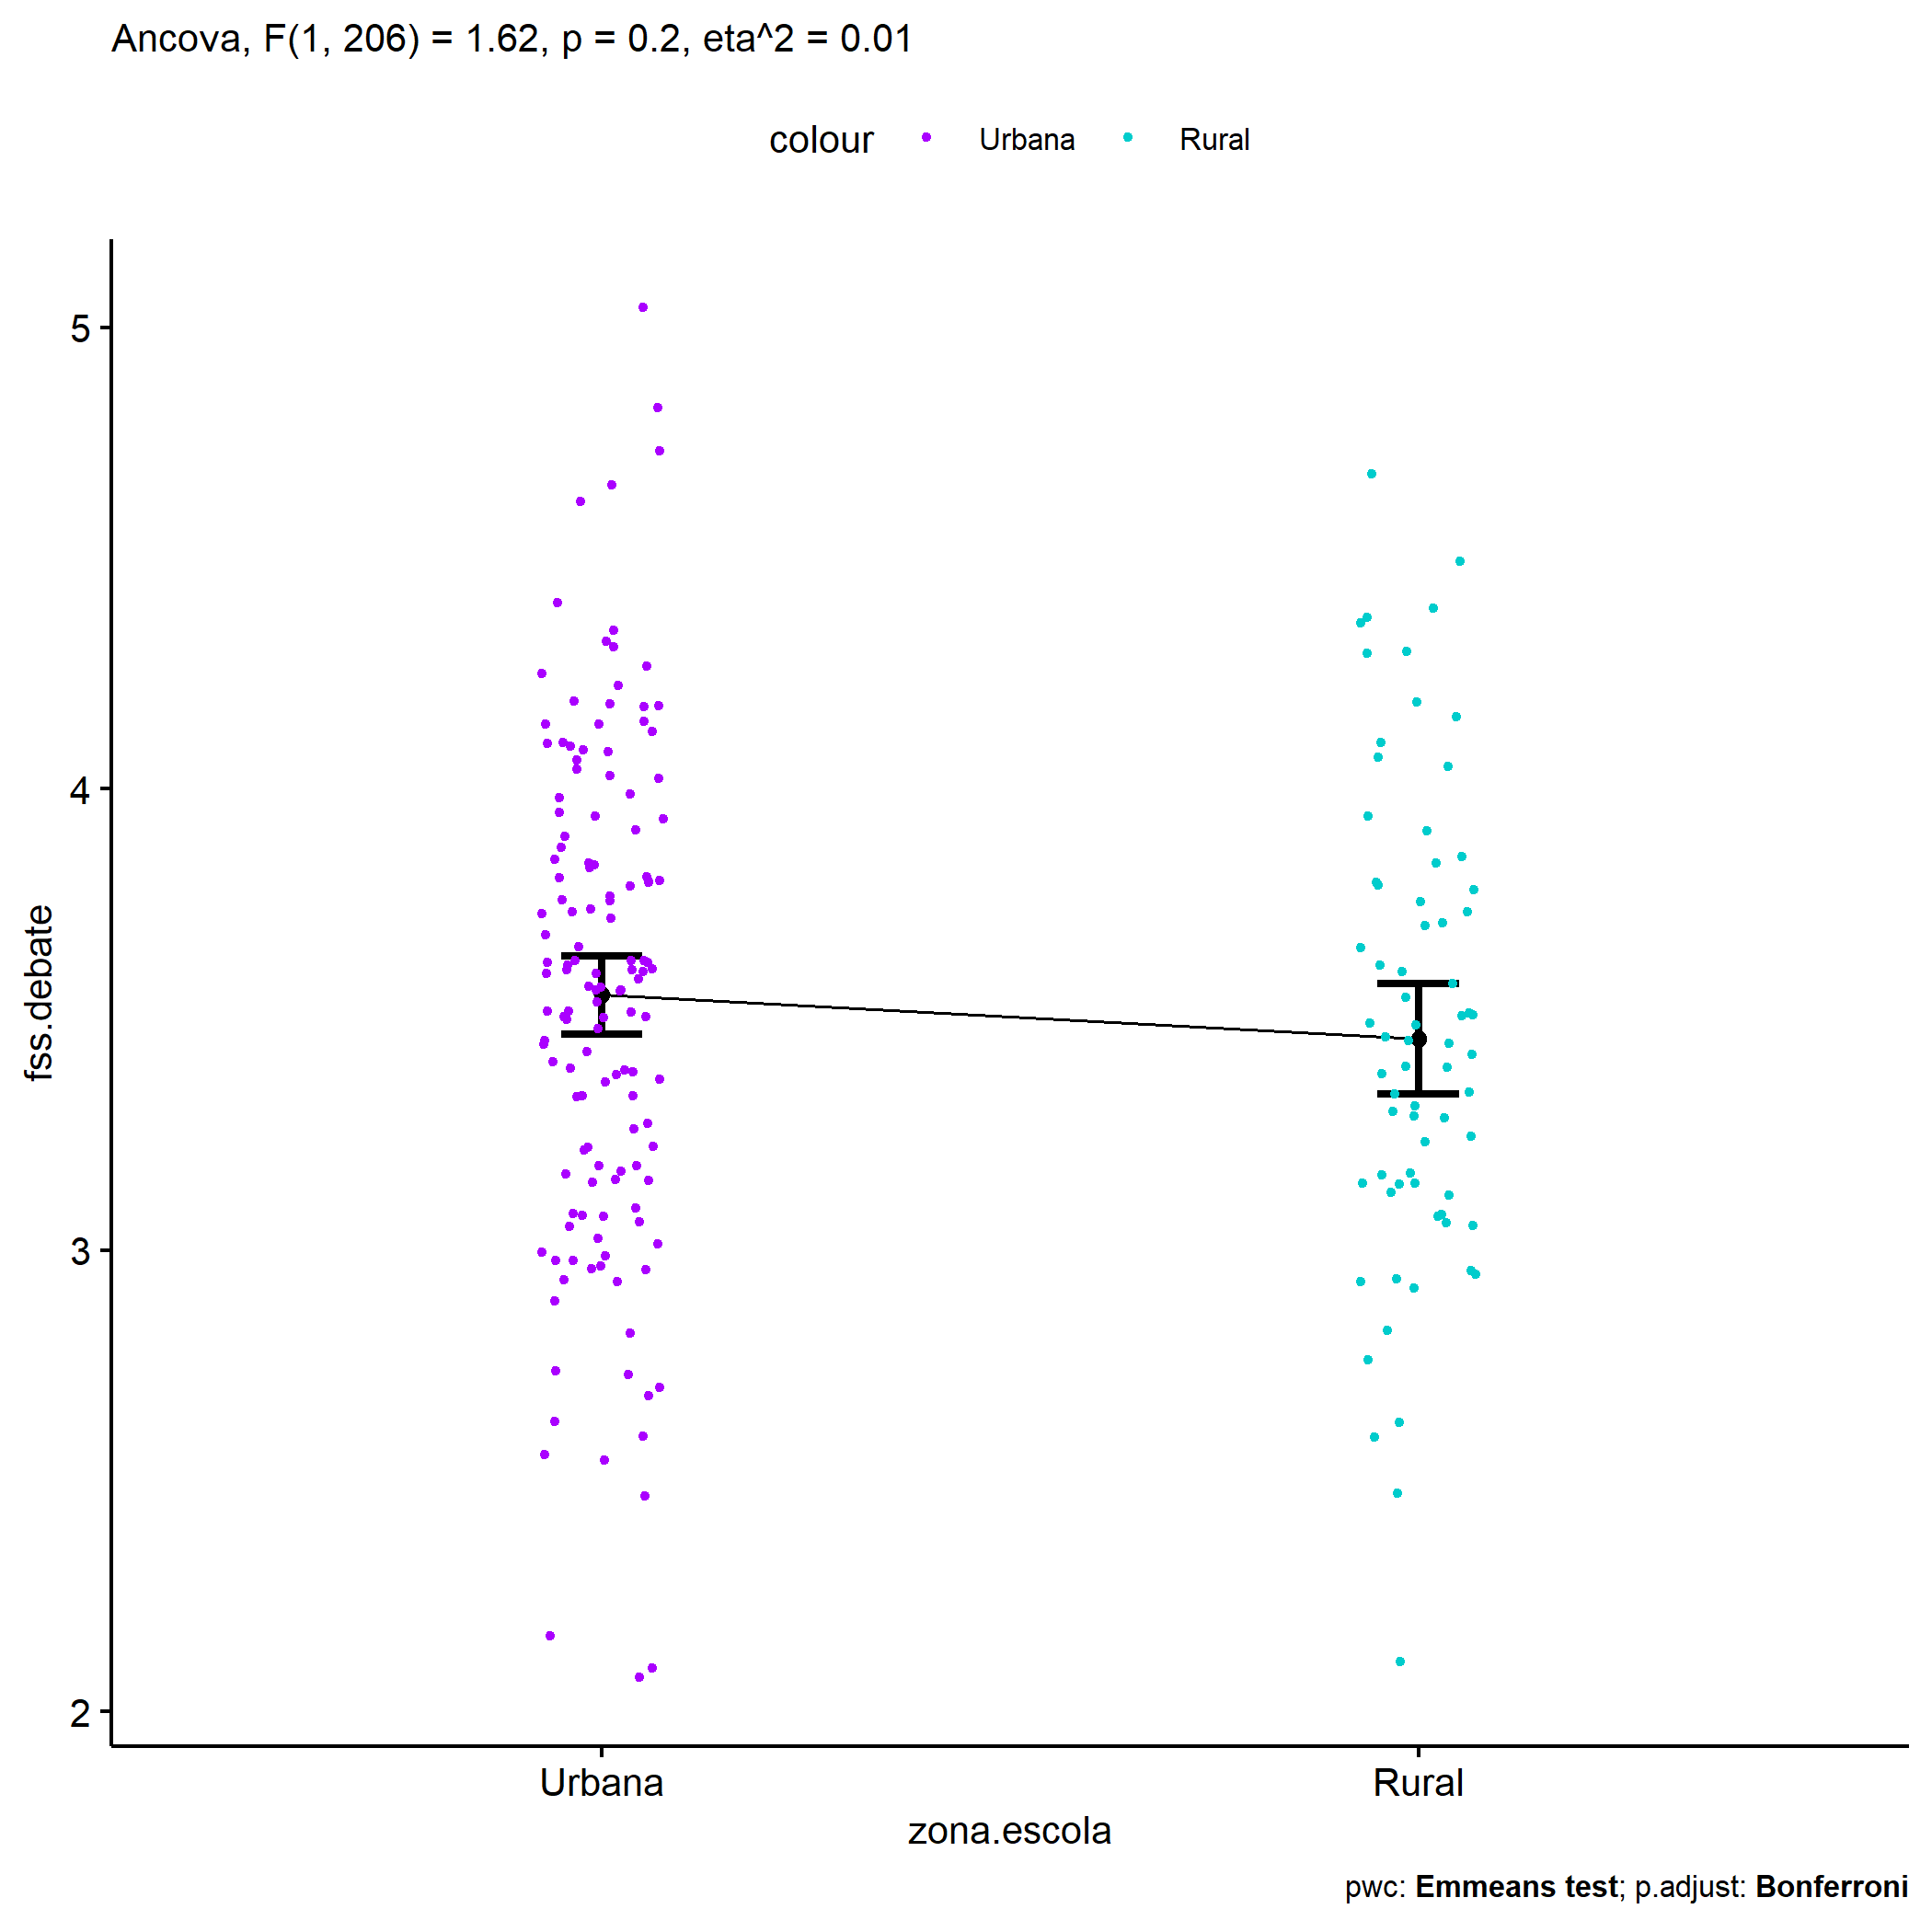 Ancova, F(1, 206) = 1.62, p = 0.2, eta^2 = 0.01
colour Urbana Rural
5
4
3
2
fss.debate
Urbana Rural
zona.escola
pwc: Emmeans test; p.adjust: Bonferroni